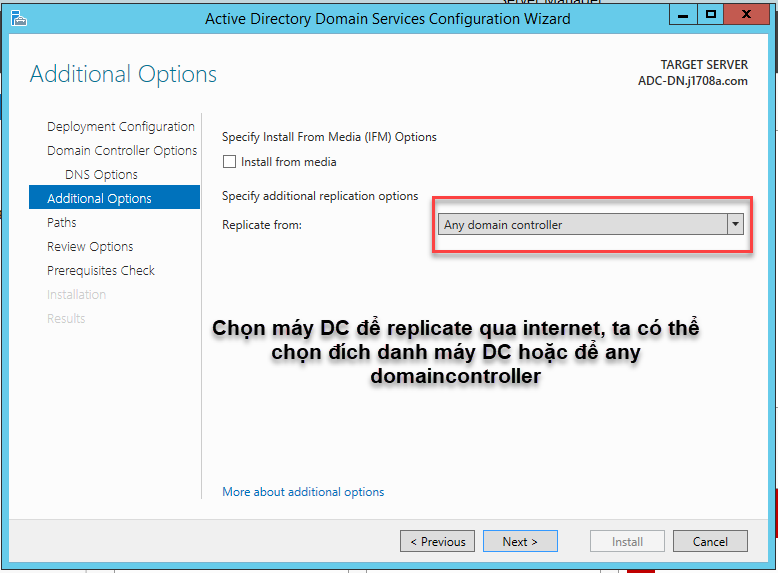 Server Manager
Active Directory Domain Services Configuration Wizard
Additional Options
TARGET SERVER
ADC-DN.j1708a.com
Deployment Configuration
Domain Controller Options
DNS Options
Additional Options
Paths
Review Options
Prerequisites Check
Installation
Results
Specify Install From Media (IFM) Options
Install from media
Specify additional replication options
Replicate from:
Any domain controller
Chọn máy DC để replicate qua internet, ta có thể
chọn đích danh máy DC hoặc để any
domaincontroller
More about additional options
< Previous
Next >
Install
Cancel